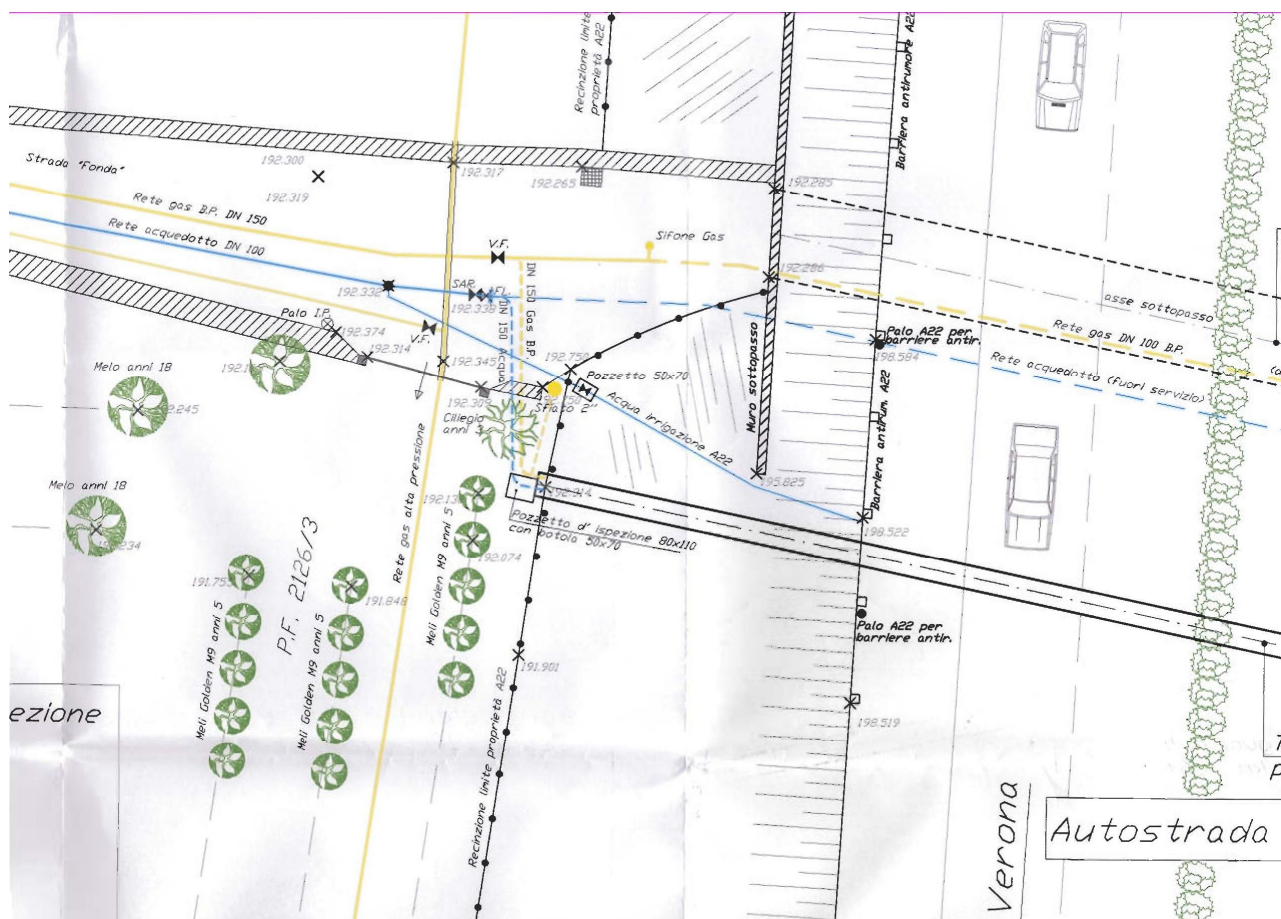 Recinzione limite
proprietà A22
Barriera antirumore A22
Strada "Fonda"
192.300
192.319
192.317
192.265
192.285
Rete gas B.P. DN 150
Rete acquedotto DN 100
V.F.
Sifone Gas
192.286
asse sottopasso
Rete gas DN 100 B.P.
Rete acquedotto (fuori servizio)
192.332
SAR.
192.338
DN 150 Gas B.P.
DN 150 Acqua
Palo I.P.
192.374
192.314
V.F.
192.345
192.750
Pozzetto 50x70
Muro sottopasso
Palo A22 per
barriere antir.
198.584
Melo anni 18
192.309
Sfiato 2"
Ciliegio
anni 3
Acqua irrigazione A22
Barriera antirum. A22
195.825
Melo anni 18
192.214
Pozzetto d' ispezione 80x110
con botola 50x70
198.522
Rete gas alta pressione
192.074
191.755
191.848
P.F. 2126/3
Meli Golden M9 anni 5
Meli Golden M9 anni 5
Meli Golden M9 anni 5
Palo A22 per
barriere antir.
191.901
198.519
ezione
Recinzione limite proprietà A22
Verona
Autostrada